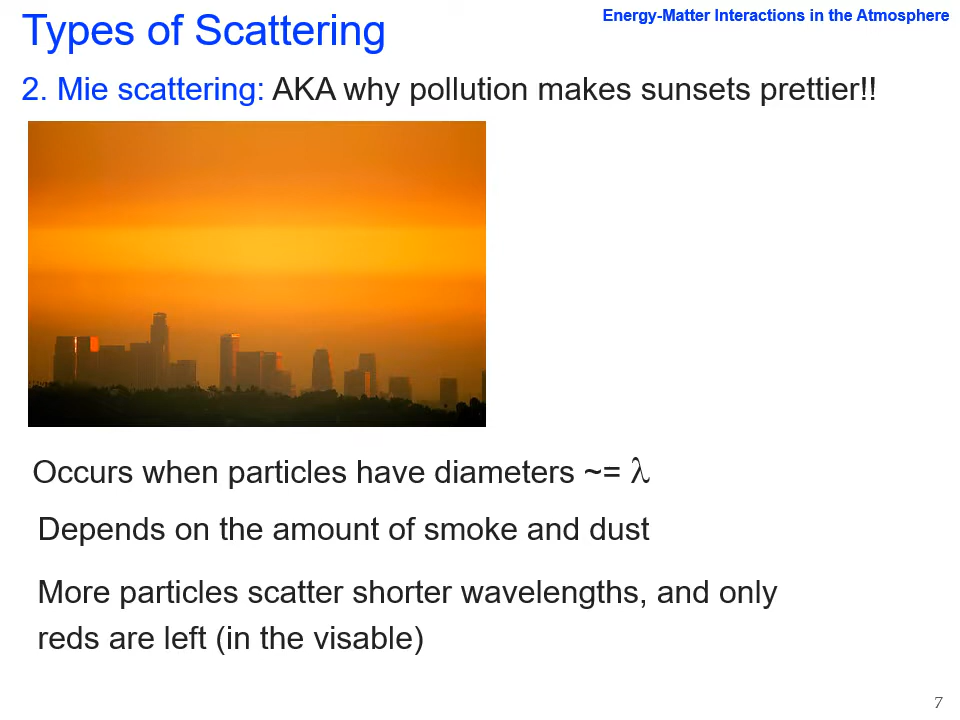 Types of Scattering
Energy-Matter Interactions in the Atmosphere
2. Mie scattering: AKA why pollution makes sunsets prettier!!
Occurs when particles have diameters ~= λ
Depends on the amount of smoke and dust
More particles scatter shorter wavelengths, and only
reds are left (in the visable)
7